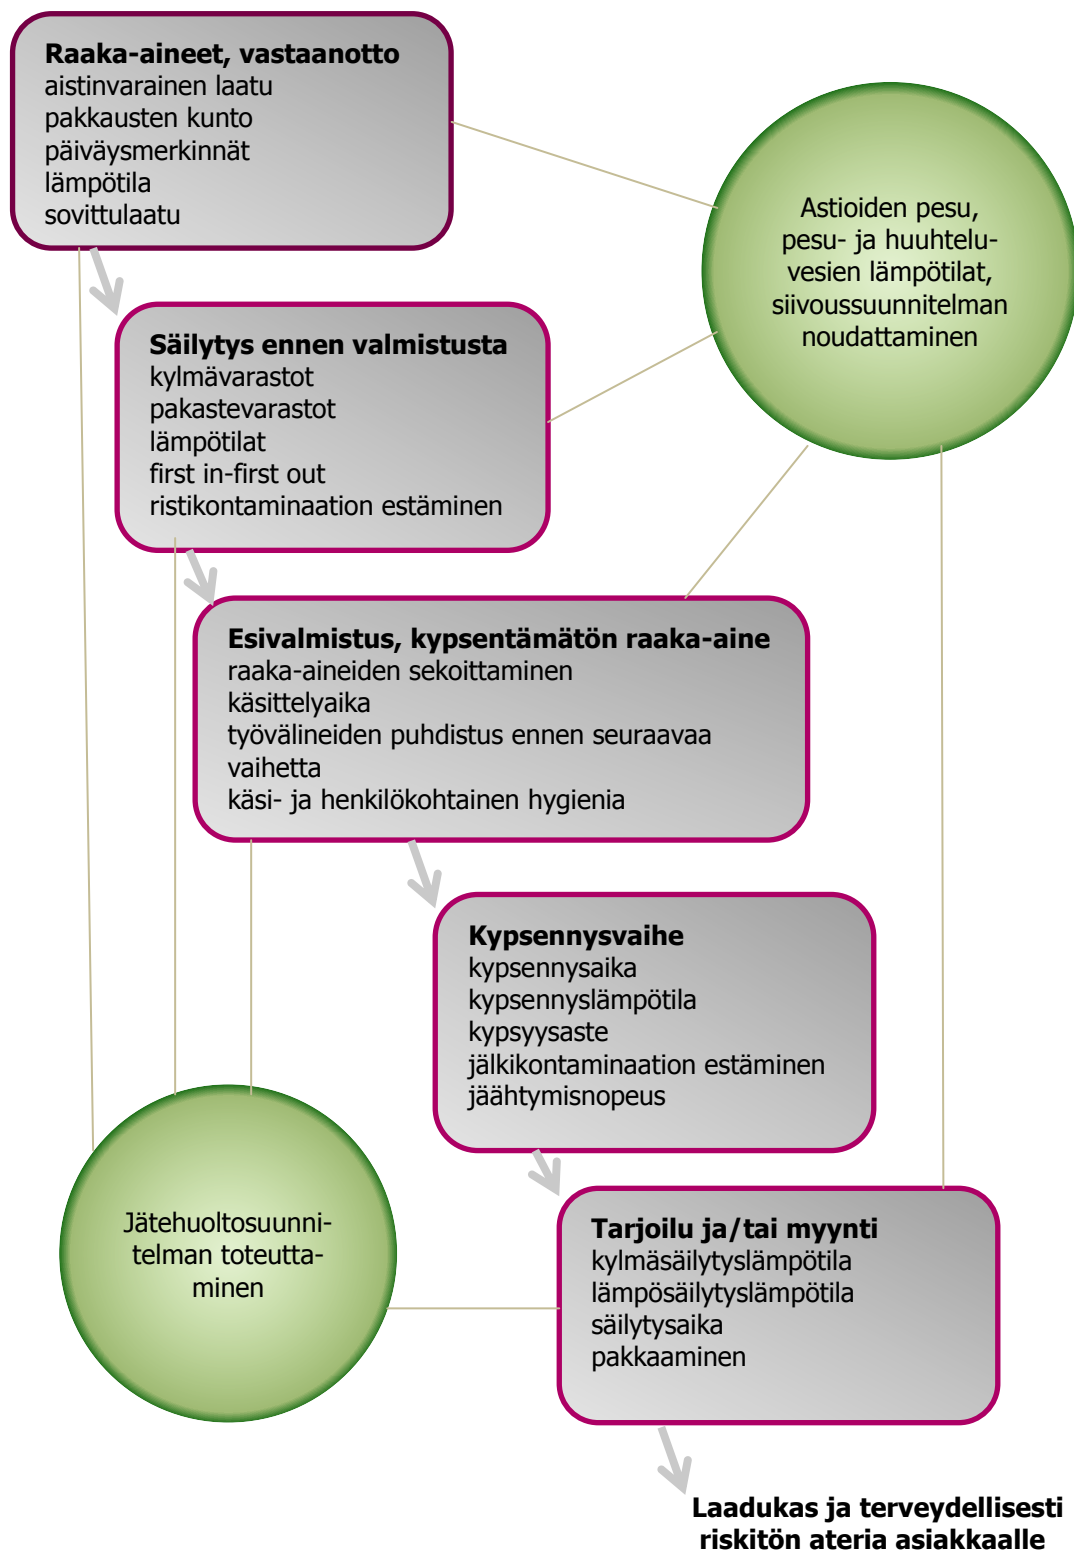 Raaka-aineet, vastaanotto
aistinvarainen laatu
pakkausten kunto
päiväysmerkinnät
lämpötila
sovittulaatu
Astioiden pesu,
pesu- ja huuhtelu-
vesien lämpötilat,
siivoussuunnitelman
noudattaminen
Säilytys ennen valmistusta
kylmävarastot
pakastevarastot
lämpötilat
first in-first out
ristikontaminaation estäminen
Esivalmistus, kypsentämätön raaka-aine
raaka-aineiden sekoittaminen
käsittelyaika
työvälineiden puhdistus ennen seuraavaa
vaihetta
käsi- ja henkilökohtainen hygienia
Kypsennysvaihe
kypsennysaika
kypsennyslämpötila
kypsyysaste
jälkikontaminaation estäminen
jäähtymisnopeus
Jätehuoltosuunni-
telman toteutta-
minen
Tarjoilu ja/tai myynti
kylmäsäilytyslämpötila
lämpösäilytyslämpötila
säilytysaika
pakkaaminen
Laadukas ja terveydellisesti
riskitön ateria asiakkaalle